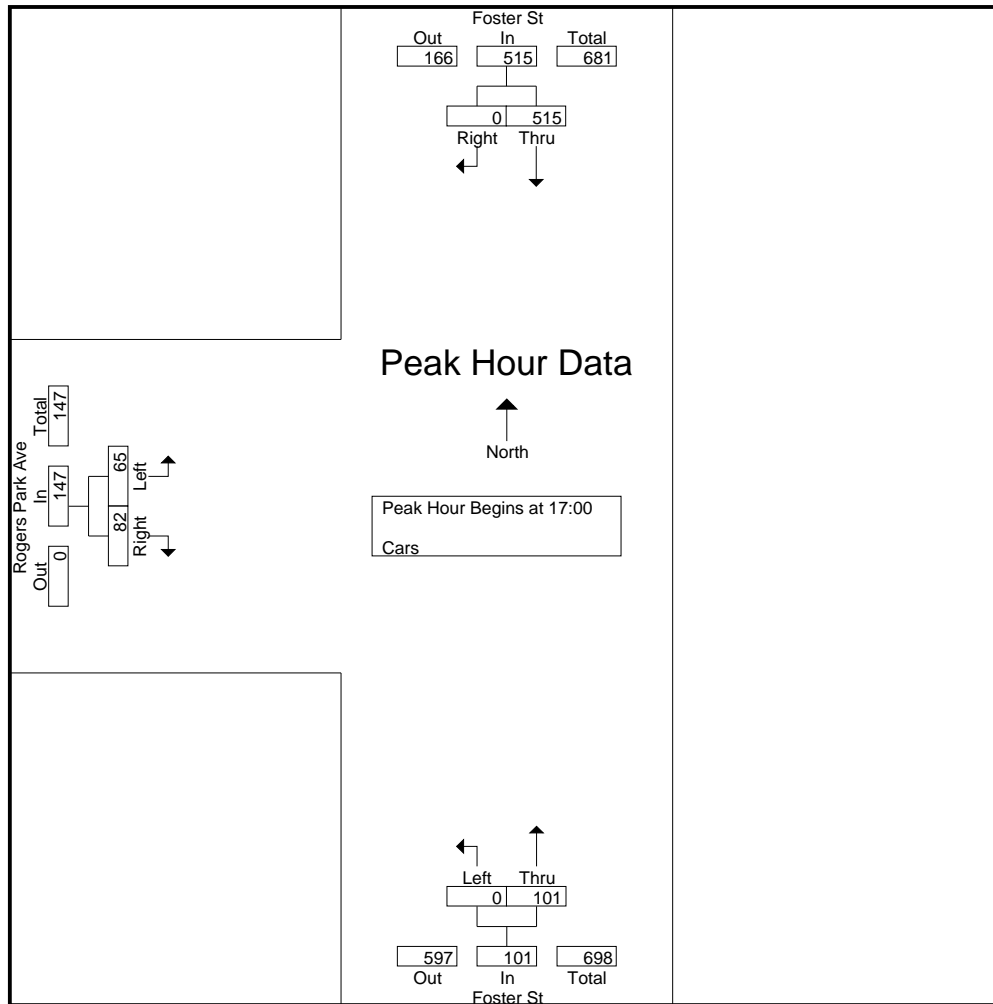 Foster St
Out In Total
166 515 681
0 515
Right Thru
Peak Hour Data
North
Peak Hour Begins at 17:00
Cars
Rogers Park Ave
Out In Total
0 147 147
82 65
Right Left
Left Thru
0 101
597 101 698
Out In Total
Foster St